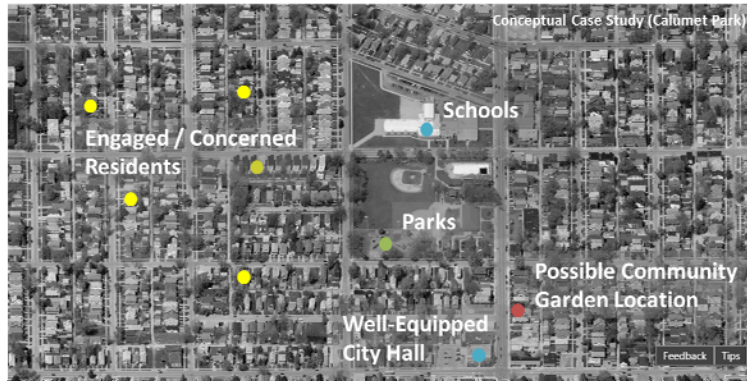 Conceptual Case Study (Calumet Park)
Schools
Engaged / Concerned
Residents
Parks
Possible Community
Garden Location
Well-Equipped
City Hall
Feedback Tips